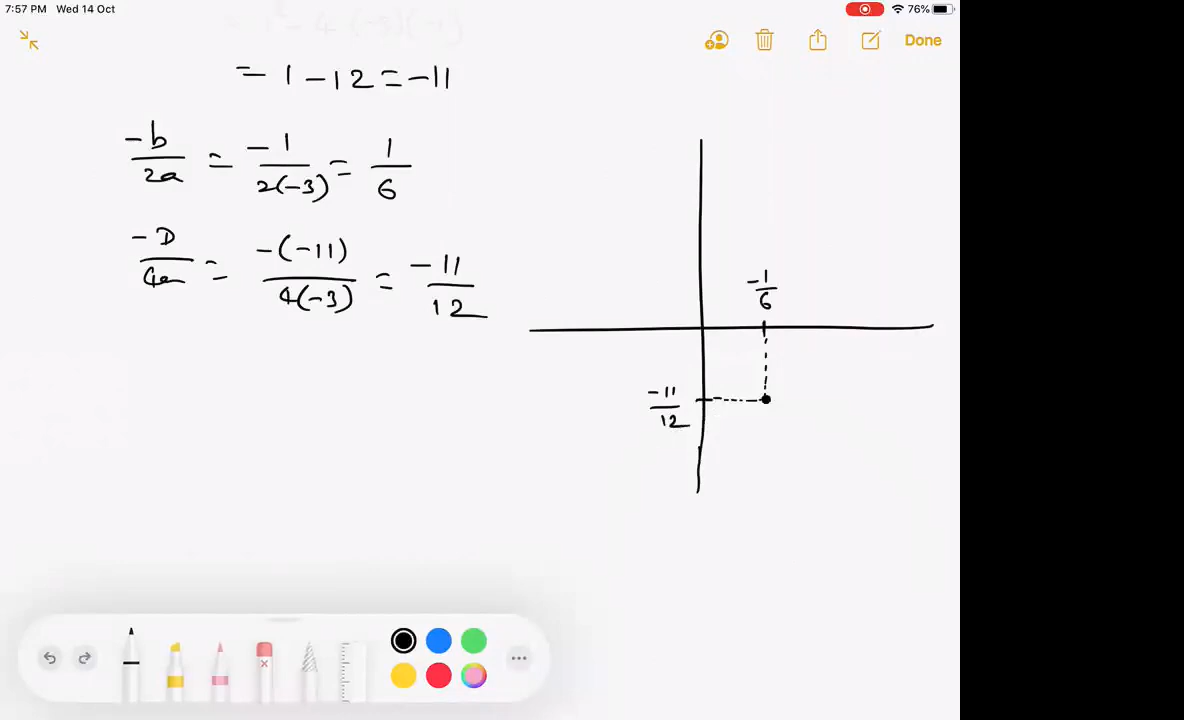 7:57 PM Wed 14 Oct 76%
Done
= 1 - 12 = -11
-b/2a = -1/2(-3) = 1/6
-D/4a = -(-11)/4(-3) = -11/12
-1/6
-11/12